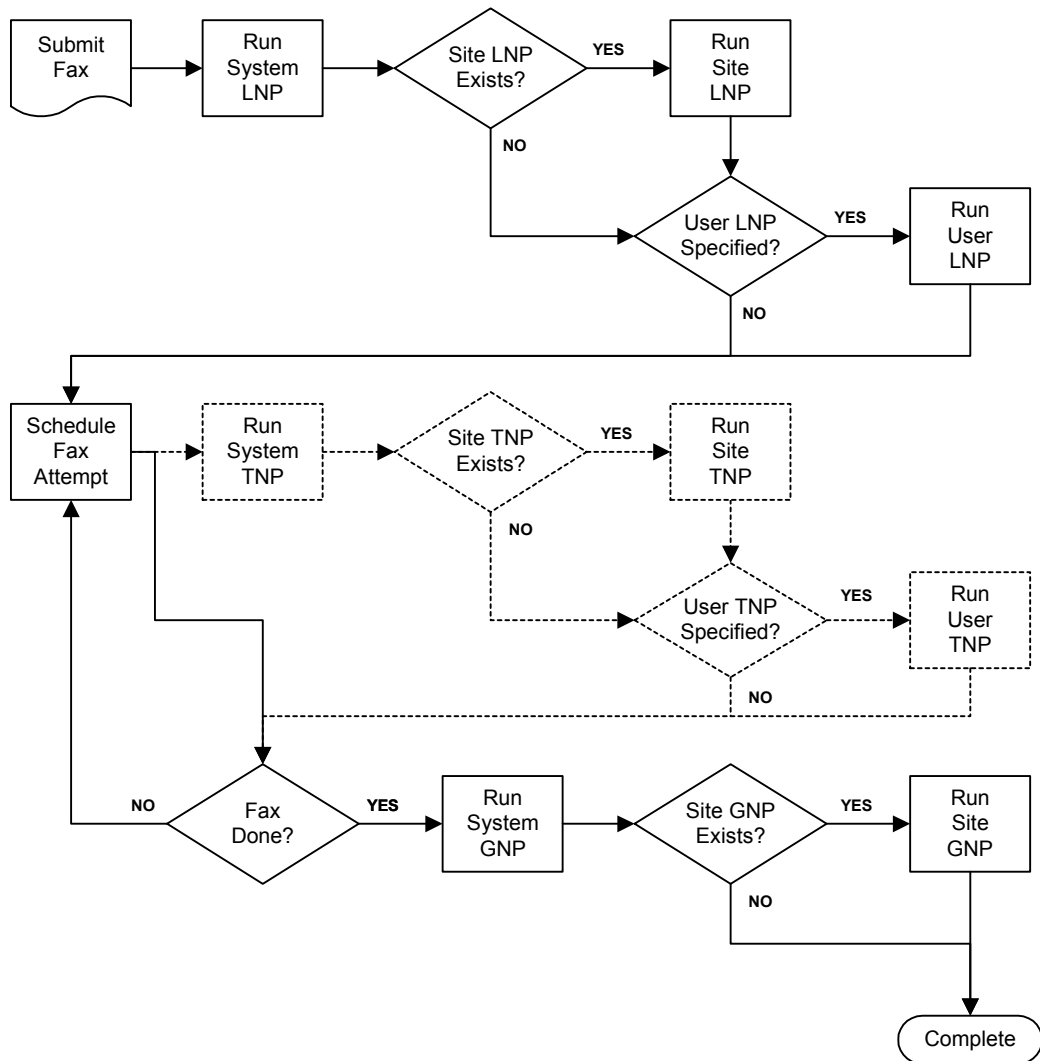 Submit
Fax
Run
System
LNP
Site LNP
Exists?
YES
Run
Site
LNP
NO
User LNP
Specified?
YES
Run
User
LNP
NO
Schedule
Fax
Attempt
Run
System
TNP
Site TNP
Exists?
YES
Run
Site
TNP
NO
User TNP
Specified?
YES
Run
User
TNP
NO
NO
Fax
Done?
YES
Run
System
GNP
Site GNP
Exists?
YES
Run
Site
GNP
NO
Complete